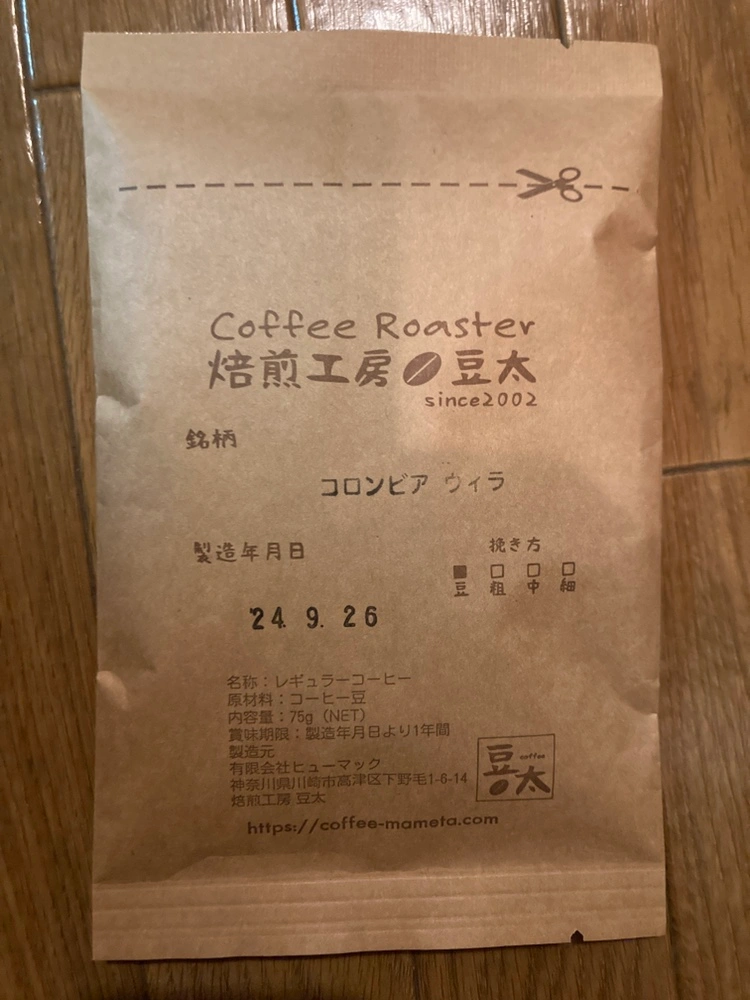 Coffee Roaster
焙煎工房 豆太
since2002
銘柄
コロンビア ウィラ
製造年月日
挽き方
豆 粗 中 細
'24. 9. 26
名称：レギュラーコーヒー
原材料：コーヒー豆
内容量：75g（NET）
賞味期限：製造年月日より1年間
製造元
有限会社ヒューマック
神奈川県川崎市高津区下野毛1-6-14
焙煎工房 豆太
豆 coffee
太
https://coffee-mameta.com